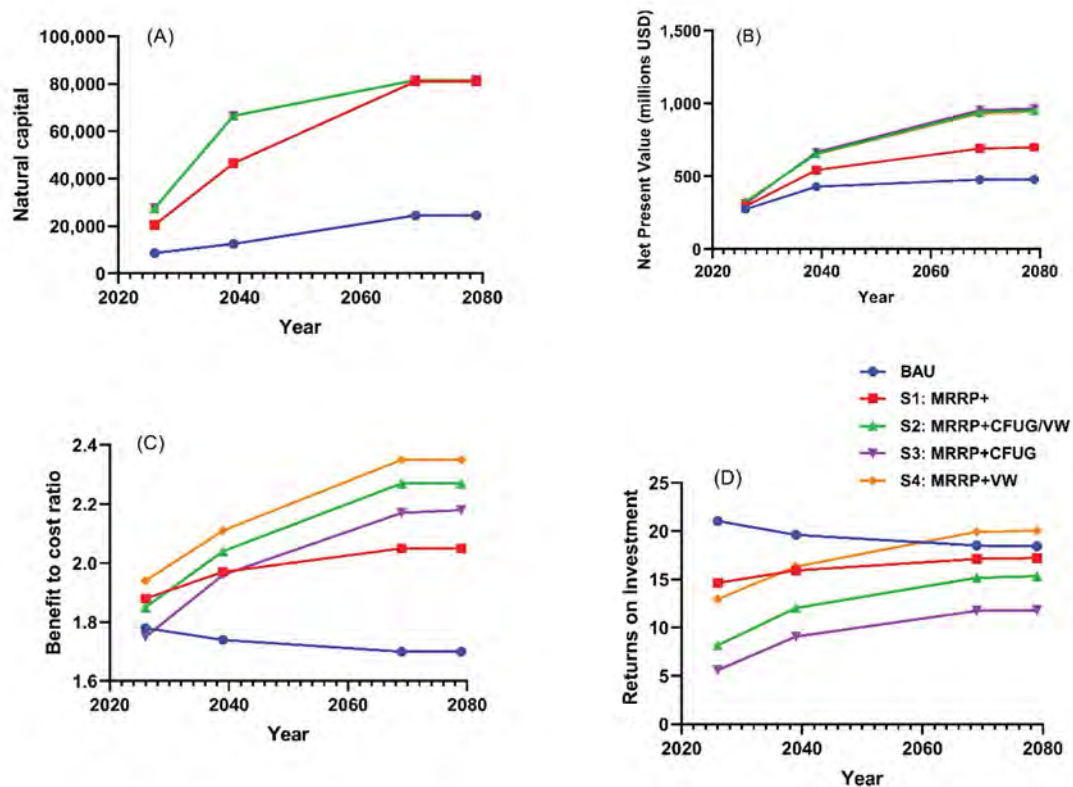 (A)
Natural capital
100,000
80,000
60,000
40,000
20,000
0
2020 2040 2060 2080
Year
(B)
Net Present Value (millions USD)
1,500
1,000
500
0
2020 2040 2060 2080
Year
BAU
S1: MRRP+
S2: MRRP+CFUG/VW
S3: MRRP+CFUG
S4: MRRP+VW
(C)
Benefit to cost ratio
2.4
2.2
2.0
1.8
1.6
2020 2040 2060 2080
Year
(D)
Returns on Investment
25
20
15
10
5
0
2020 2040 2060 2080
Year